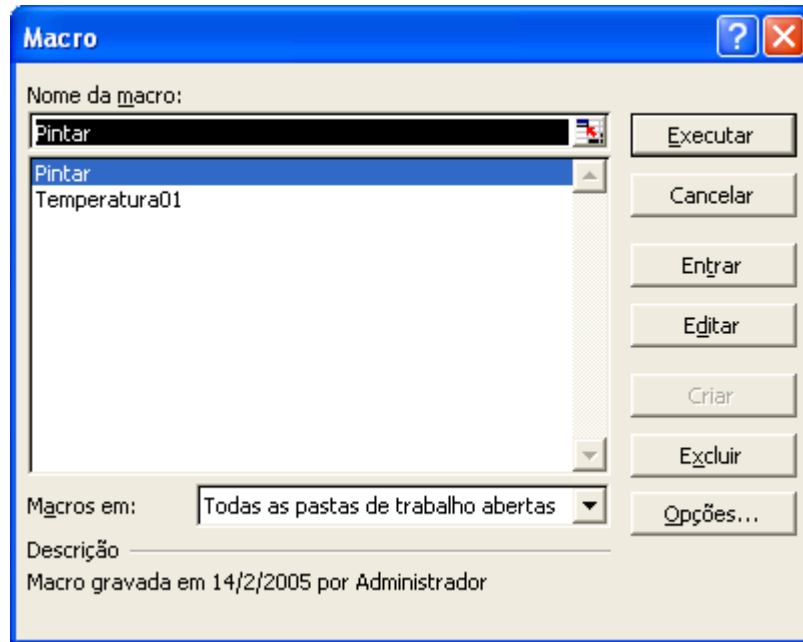 Macro
Nome da macro:
Pintar
Executar
Pintar
Temperatura01
Cancelar
Entrar
Editar
Criar
Excluir
Macros em:
Todas as pastas de trabalho abertas
Opções...
Descrição
Macro gravada em 14/2/2005 por Administrador